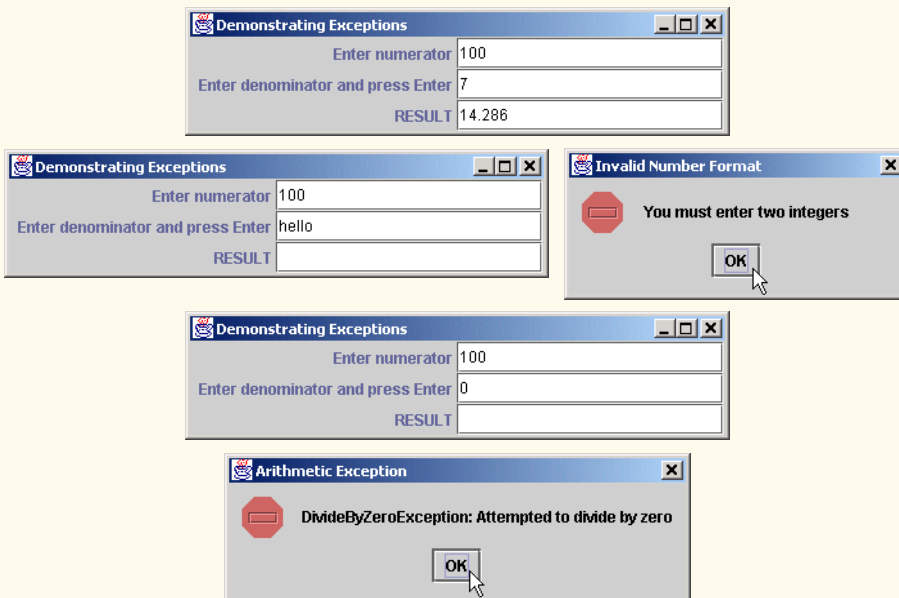 Demonstrating Exceptions
Enter numerator 100
Enter denominator and press Enter 7
RESULT 14.286
Demonstrating Exceptions
Enter numerator 100
Enter denominator and press Enter hello
RESULT
Invalid Number Format
You must enter two integers
OK
Demonstrating Exceptions
Enter numerator 100
Enter denominator and press Enter 0
RESULT
Arithmetic Exception
DivideByZeroException: Attempted to divide by zero
OK